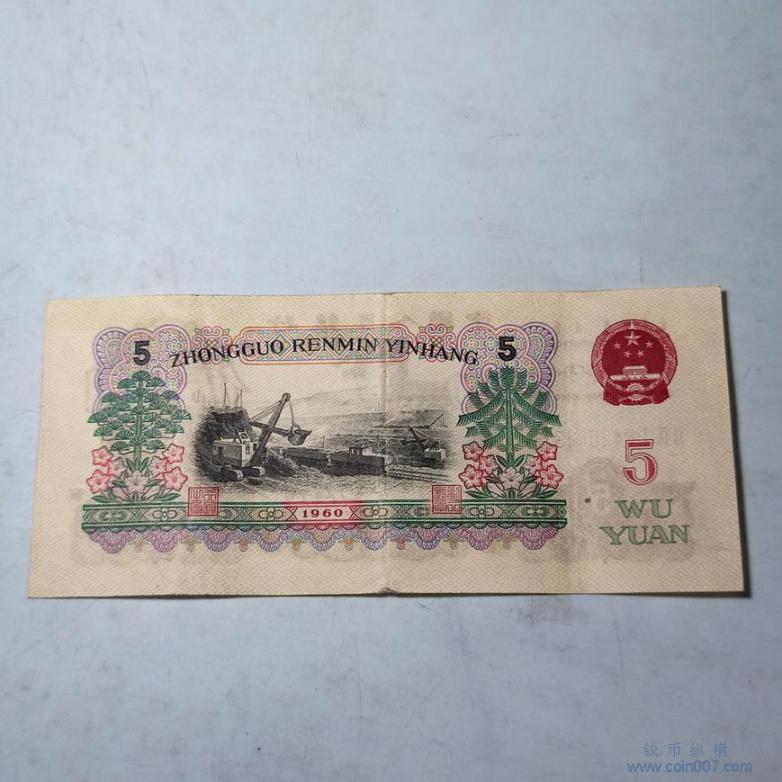 5 ZHONGGUO RENMIN YINHANG 5
1960
5
WU
YUAN
钱币纵横
www.coin007.com